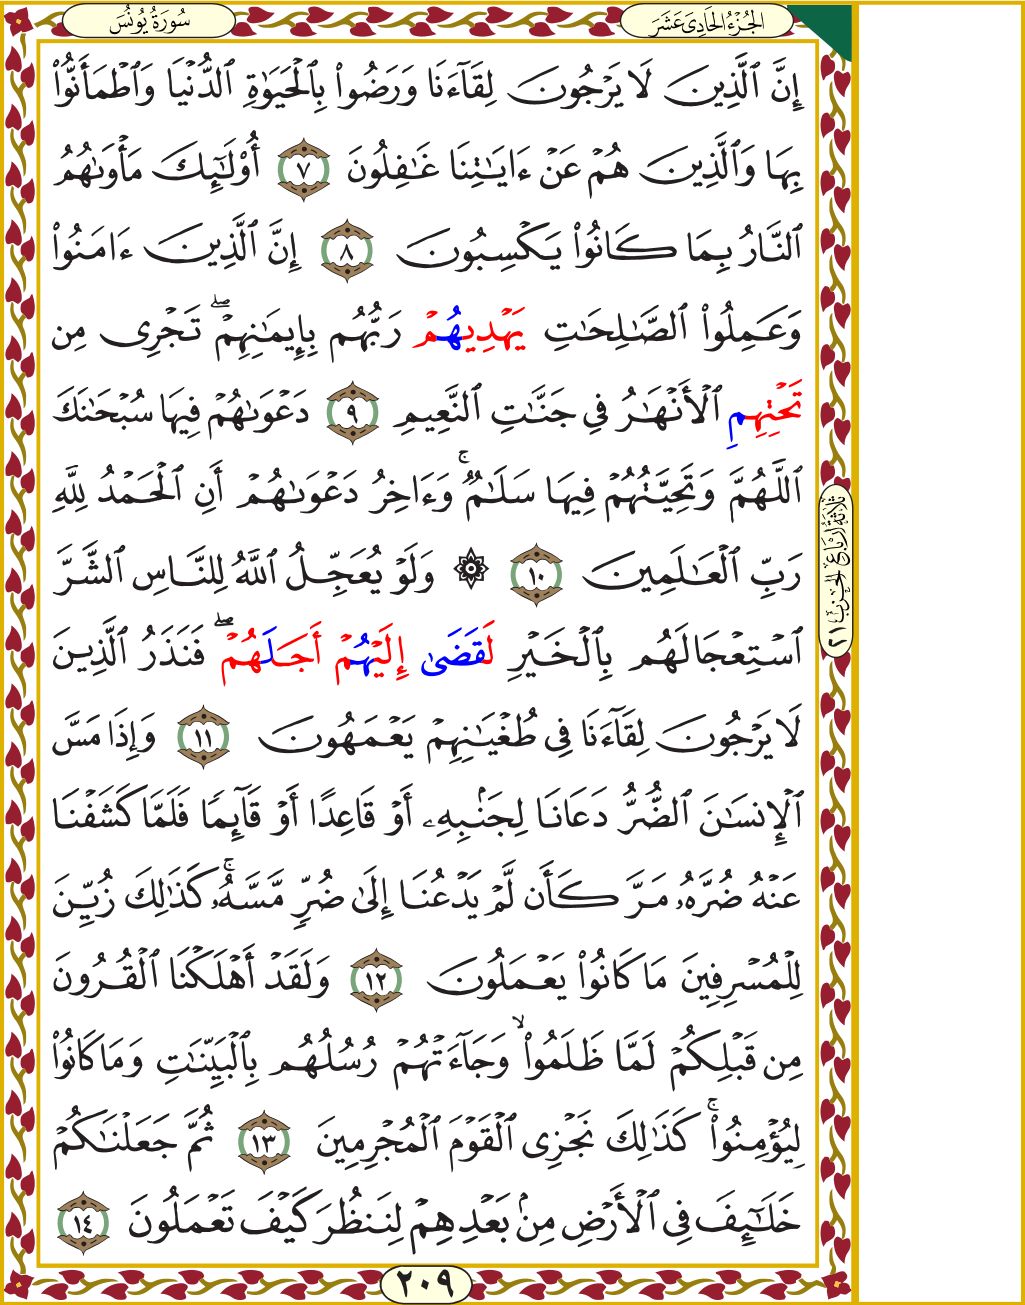 الجُزْءُ الحَادِى عَشَرَ
سُورَةُ يُونُسَ
إِنَّ ٱلَّذِينَ لَا يَرْجُونَ لِقَآءَنَا وَرَضُوا۟ بِٱلْحَيَوٰةِ ٱلدُّنْيَا وَٱطْمَأَنُّوا۟
بِهَا وَٱلَّذِينَ هُمْ عَنْ ءَايَـٰتِنَا غَـٰفِلُونَ ٧ أُو۟لَـٰٓئِكَ مَأْوَىٰهُمُ
ٱلنَّارُ بِمَا كَانُوا۟ يَكْسِبُونَ ٨ إِنَّ ٱلَّذِينَ ءَامَنُوا۟
وَعَمِلُوا۟ ٱلصَّـٰلِحَـٰتِ يَهْدِيهُمْ رَبُّهُم بِإِيمَـٰنِهِمْ ۖ تَجْرِى مِن
تَحْتِهِمِ ٱلْأَنْهَـٰرُ فِى جَنَّـٰتِ ٱلنَّعِيمِ ٩ دَعْوَىٰهُمْ فِيهَا سُبْحَـٰنَكَ
ٱللَّهُمَّ وَتَحِيَّتُهُمْ فِيهَا سَلَـٰمٌ ۚ وَءَاخِرُ دَعْوَىٰهُمْ أَنِ ٱلْحَمْدُ لِلَّهِ
رَبِّ ٱلْعَـٰلَمِينَ ١٠ ۞ وَلَوْ يُعَجِّلُ ٱللَّهُ لِلنَّاسِ ٱلشَّرَّ
ٱسْتِعْجَالَهُم بِٱلْخَيْرِ لَقَضَىٰ إِلَيْهُمْ أَجَلَهُمْ ۖ فَنَذَرُ ٱلَّذِينَ
لَا يَرْجُونَ لِقَآءَنَا فِى طُغْيَـٰنِهِمْ يَعْمَهُونَ ١١ وَإِذَا مَسَّ
ٱلْإِنسَـٰنَ ٱلضُّرُّ دَعَانَا لِجَنۢبِهِۦٓ أَوْ قَاعِدًا أَوْ قَآئِمًا فَلَمَّا كَشَفْنَا
عَنْهُ ضُرَّهُۥ مَرَّ كَأَن لَّمْ يَدْعُنَآ إِلَىٰ ضُرٍّ مَّسَّهُۥ ۚ كَذَٰلِكَ زُيِّنَ
لِلْمُسْرِفِينَ مَا كَانُوا۟ يَعْمَلُونَ ١٢ وَلَقَدْ أَهْلَكْنَا ٱلْقُرُونَ
مِن قَبْلِكُمْ لَمَّا ظَلَمُوا۟ ۙ وَجَآءَتْهُمْ رُسُلُهُم بِٱلْبَيِّنَـٰتِ وَمَا كَانُوا۟
لِيُؤْمِنُوا۟ ۚ كَذَٰلِكَ نَجْزِى ٱلْقَوْمَ ٱلْمُجْرِمِينَ ١٣ ثُمَّ جَعَلْنَـٰكُمْ
خَلَـٰٓئِفَ فِى ٱلْأَرْضِ مِنۢ بَعْدِهِمْ لِنَنظُرَ كَيْفَ تَعْمَلُونَ ١٤
ثَلَاثَةُ أَرْبَاعِ الحِزْبِ ٢١
٢٠٩